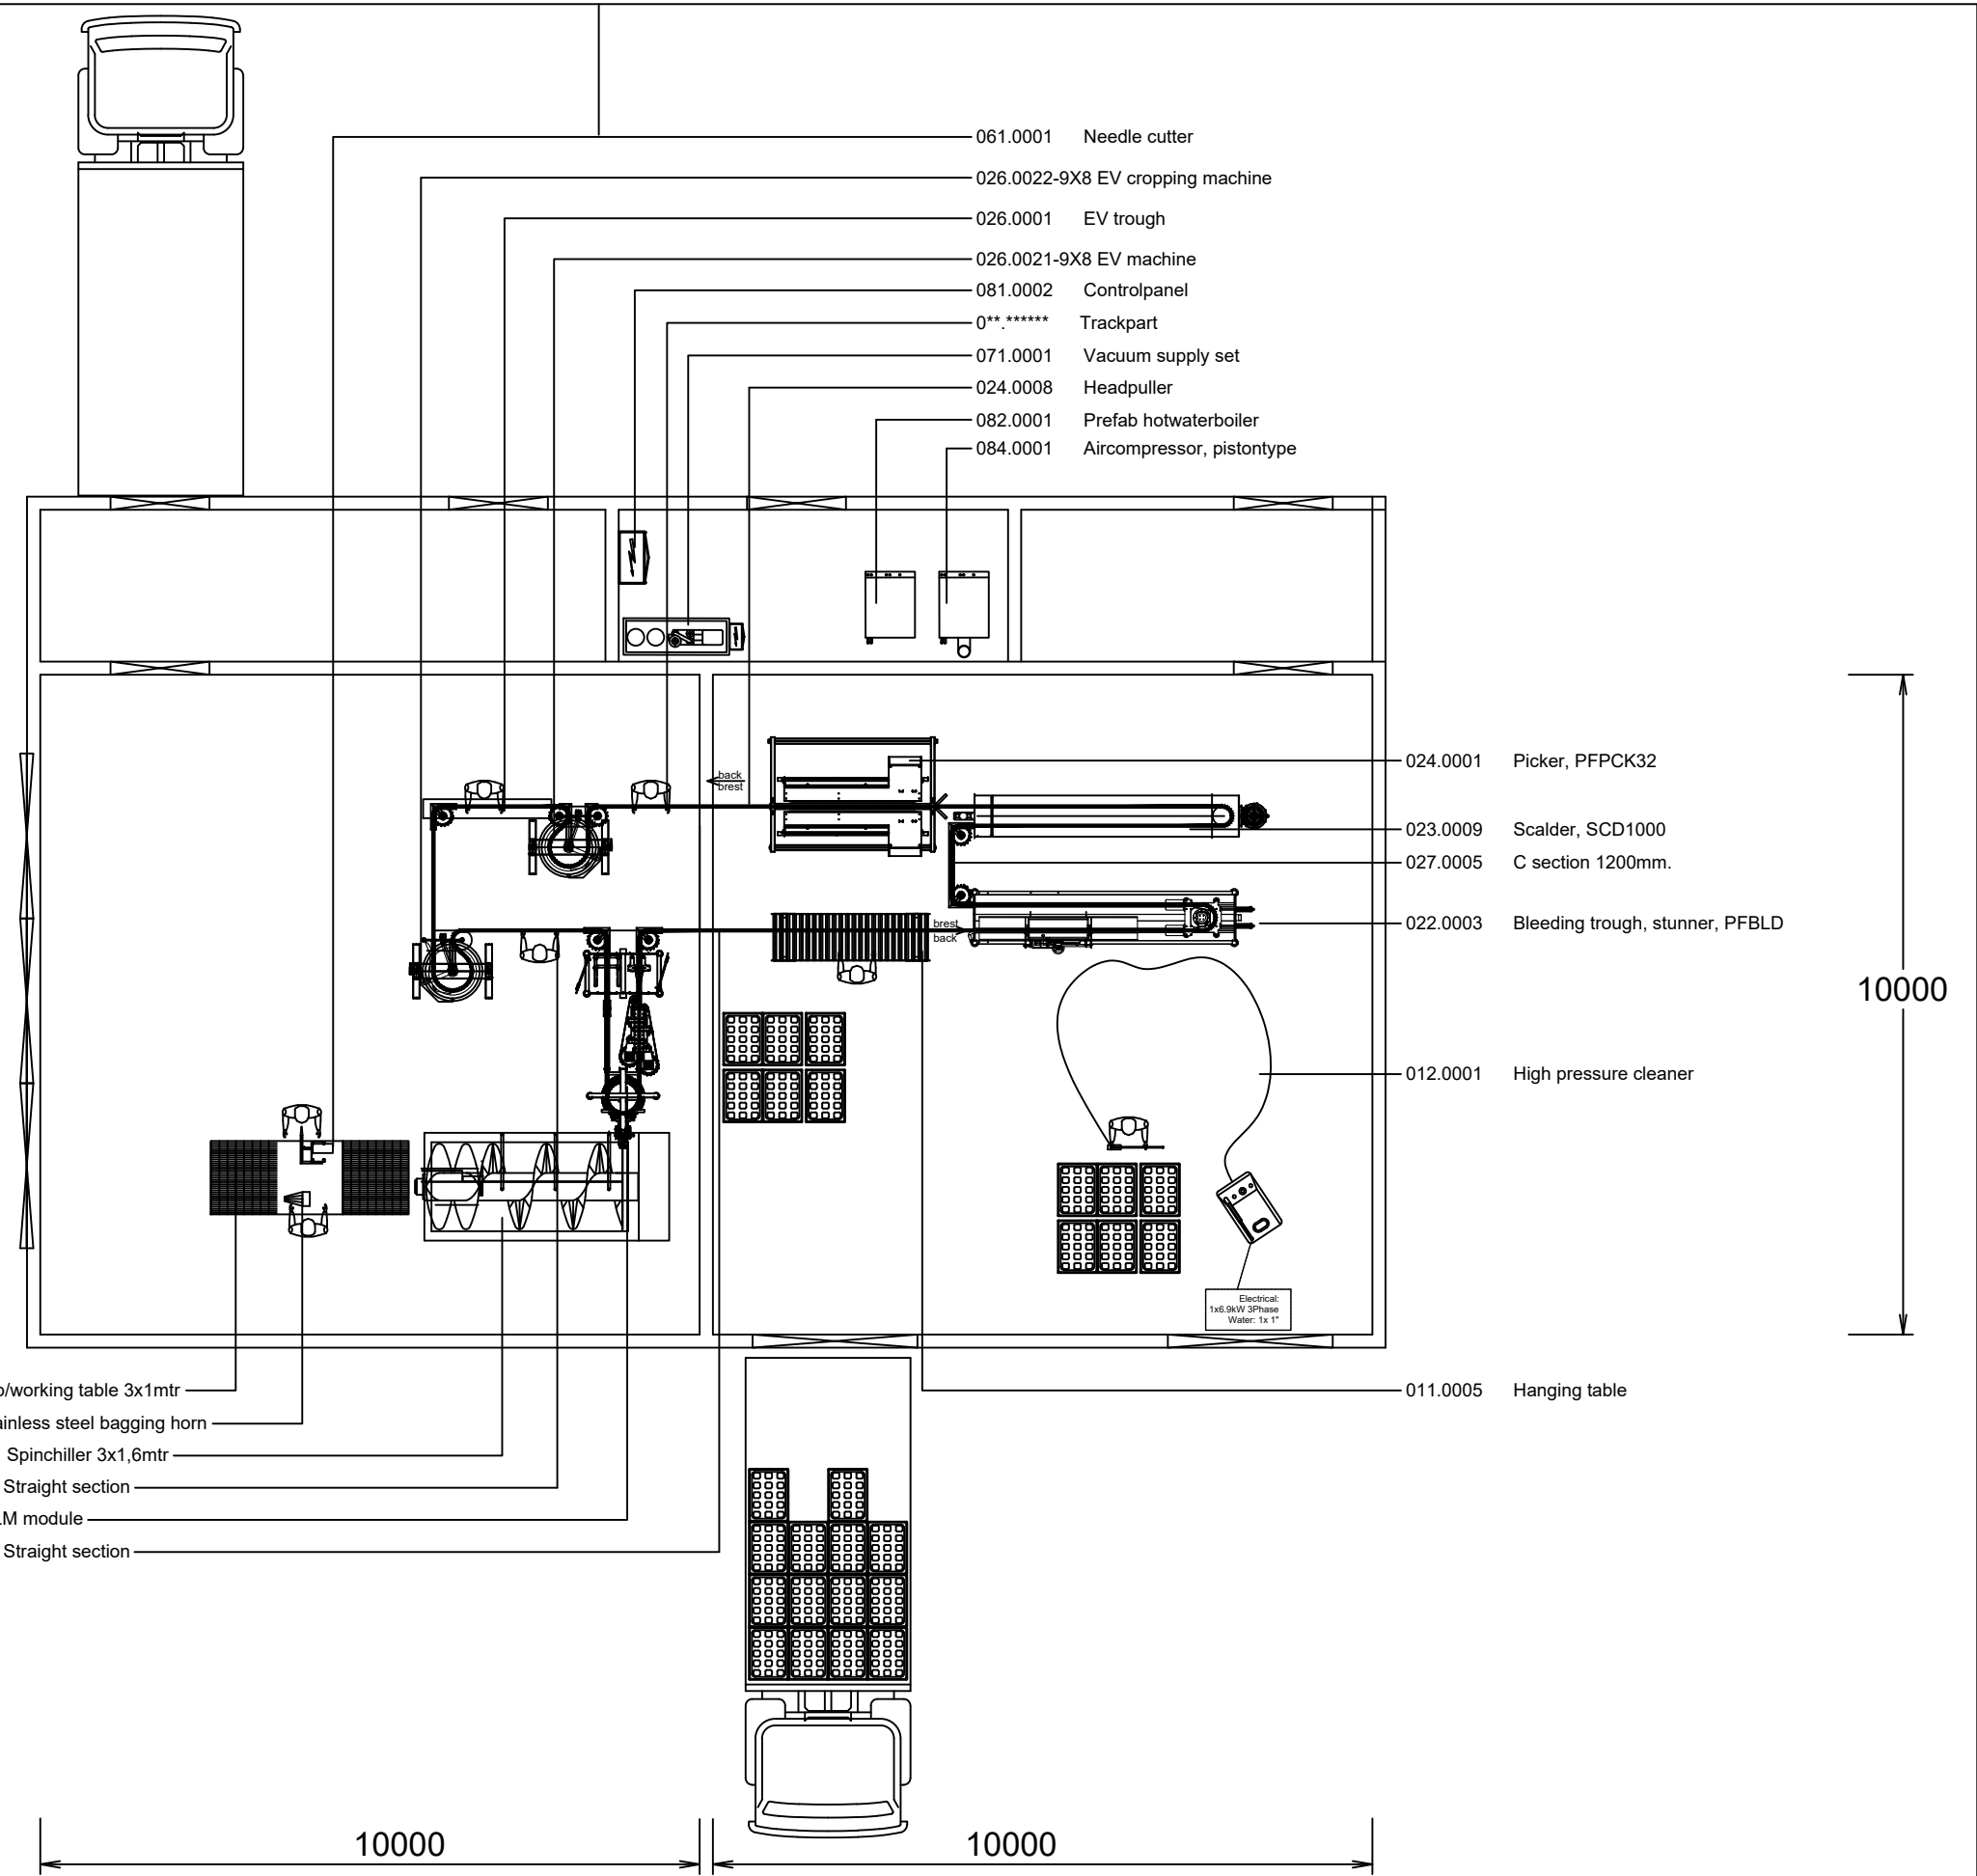 061.0001 Needle cutter
026.0022-9X8 EV cropping machine
026.0001 EV trough
026.0021-9X8 EV machine
081.0002 Controlpanel
0**.****** Trackpart
071.0001 Vacuum supply set
024.0008 Headpuller
082.0001 Prefab hotwaterboiler
084.0001 Aircompressor, pistontype
back
brest
024.0001 Picker, PFPCK32
023.0009 Scalder, SCD1000
027.0005 C section 1200mm.
brest
back
022.0003 Bleeding trough, stunner, PFBLD
10000
012.0001 High pressure cleaner
Electrical:
1x6.9kW 3Phase
Water: 1x 1"
/working table 3x1mtr
011.0005 Hanging table
steel bagging horn
Spinchiller 3x1,6mtr
Straight section
module
Straight section
10000
10000